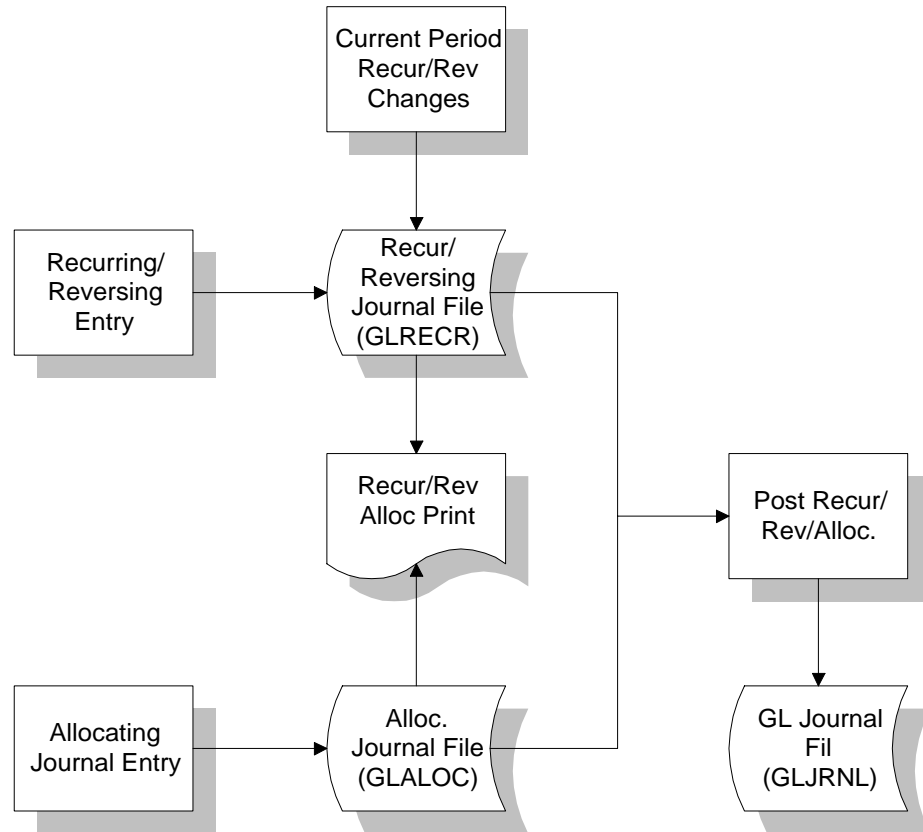 Current Period
Recur/Rev
Changes
Recurring/
Reversing
Entry
Recur/
Reversing
Journal File
(GLRECR)
Recur/Rev
Alloc Print
Post Recur/
Rev/Alloc.
Allocating
Journal Entry
Alloc.
Journal File
(GLALOC)
GL Journal
Fil
(GLJRNL)